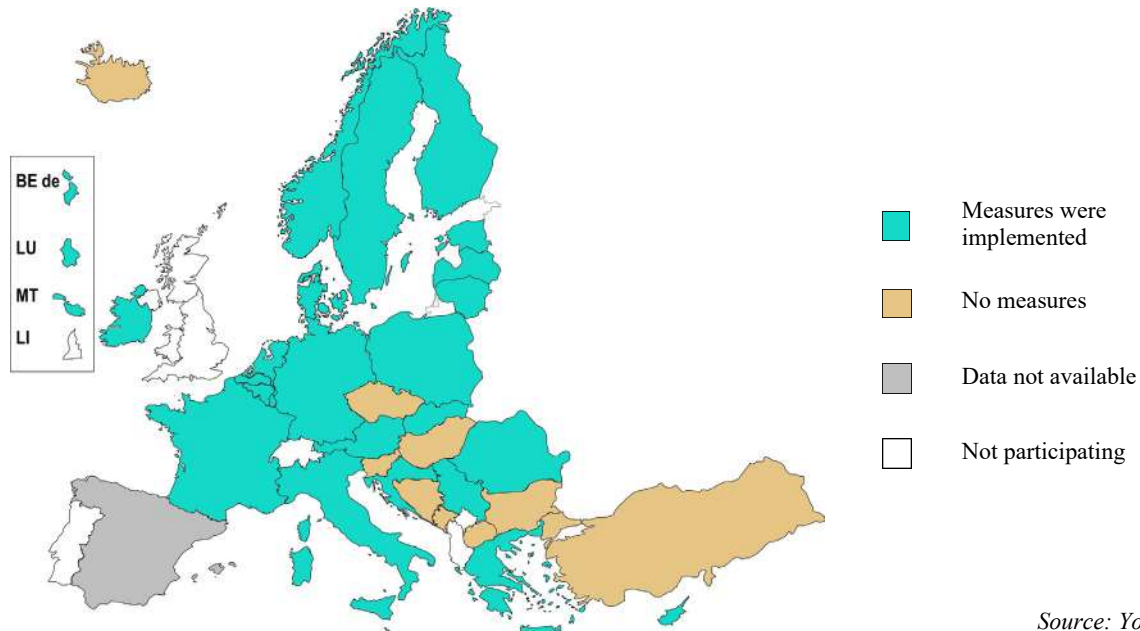 BE de
LU
MT
LI
Measures were
implemented
No measures
Data not available
Not participating
Source: Yo